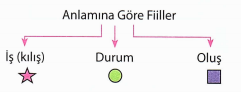 Anlamına Göre Fiiller
İş (kılış) Durum Oluş